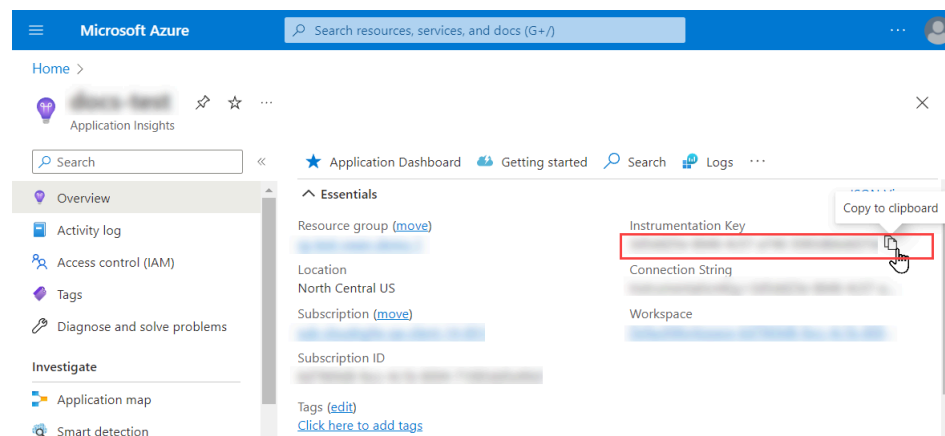 Microsoft Azure
Search resources, services, and docs (G+/)
Home >
Application Insights
Search
Application Dashboard
Getting started
Search
Logs
Overview
Essentials
Copy to clipboard
Activity log
Resource group (move)
Instrumentation Key
Access control (IAM)
Location
North Central US
Connection String
Tags
Subscription (move)
Workspace
Diagnose and solve problems
Subscription ID
Investigate
Application map
Tags (edit)
Click here to add tags
Smart detection